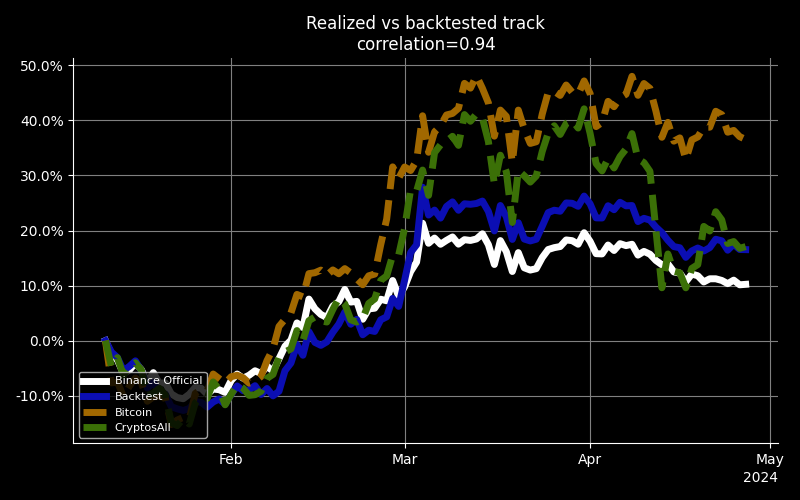 Realized vs backtested track
correlation=0.94
50.0%
40.0%
30.0%
20.0%
10.0%
0.0%
-10.0%
Binance Official
Backtest
Bitcoin
CryptosAll
Feb
Mar
Apr
May
2024